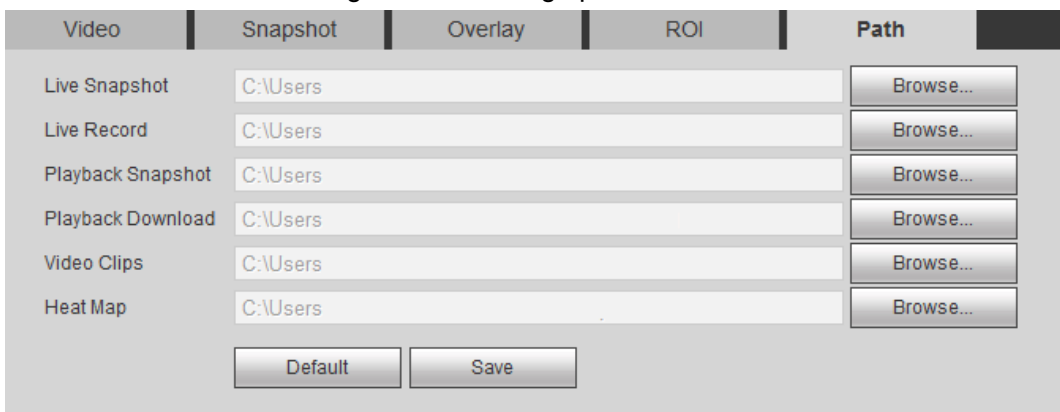 Video Snapshot Overlay ROI Path
Live Snapshot C:\Users Browse...
Live Record C:\Users Browse...
Playback Snapshot C:\Users Browse...
Playback Download C:\Users Browse...
Video Clips C:\Users Browse...
Heat Map C:\Users Browse...
Default Save